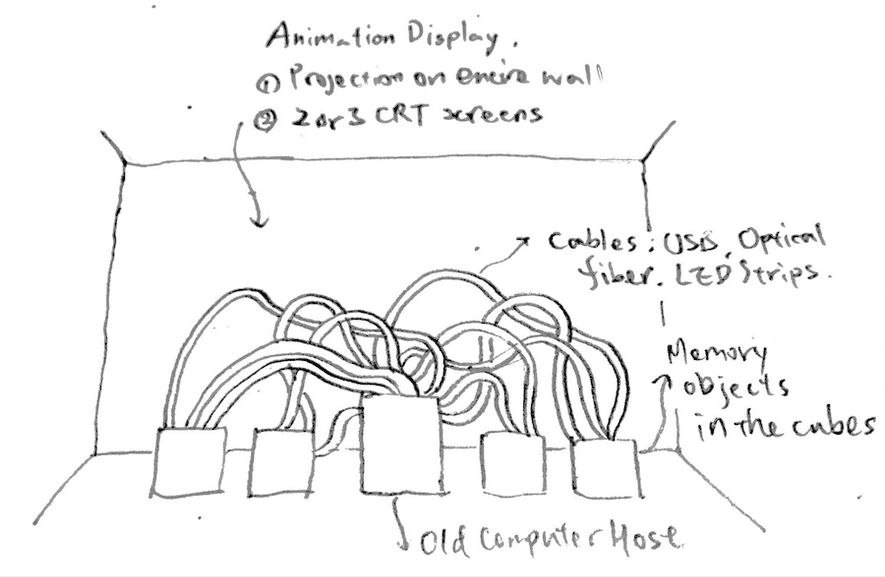 Animation Display.
① Projection on entire wall
② 2 or 3 CRT screens
Cables: USB, Optical
fiber. LED Strips.
Memory
objects
in the cubes
Old Computer Host